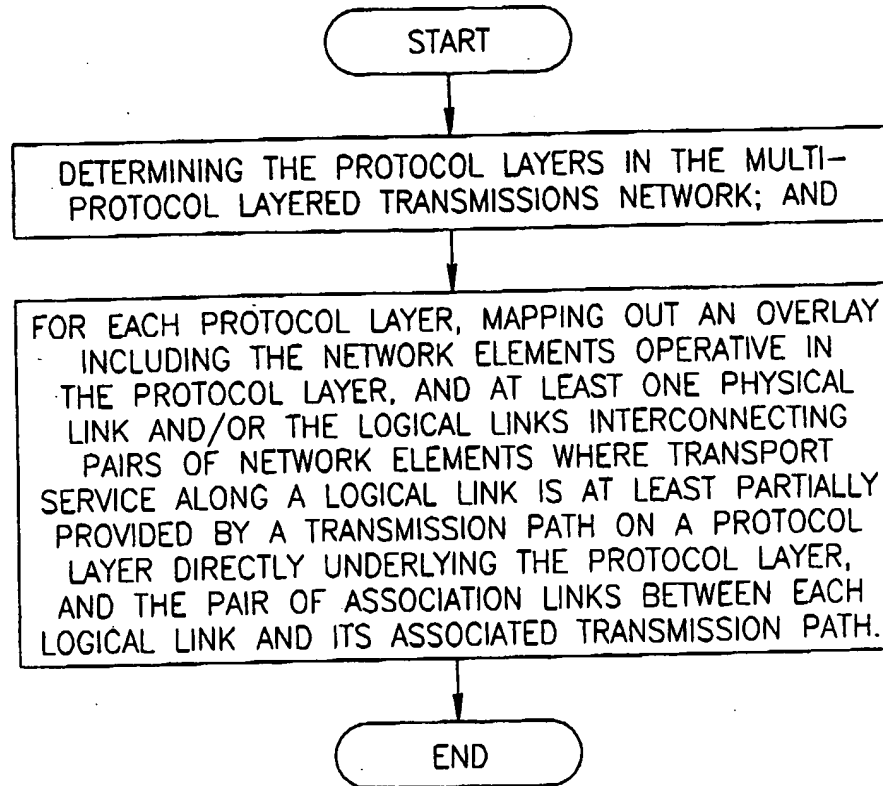 START
DETERMINING THE PROTOCOL LAYERS IN THE MULTI-
PROTOCOL LAYERED TRANSMISSIONS NETWORK; AND
FOR EACH PROTOCOL LAYER, MAPPING OUT AN OVERLAY
INCLUDING THE NETWORK ELEMENTS OPERATIVE IN
THE PROTOCOL LAYER, AND AT LEAST ONE PHYSICAL
LINK AND/OR THE LOGICAL LINKS INTERCONNECTING
PAIRS OF NETWORK ELEMENTS WHERE TRANSPORT
SERVICE ALONG A LOGICAL LINK IS AT LEAST PARTIALLY
PROVIDED BY A TRANSMISSION PATH ON A PROTOCOL
LAYER DIRECTLY UNDERLYING THE PROTOCOL LAYER,
AND THE PAIR OF ASSOCIATION LINKS BETWEEN EACH
LOGICAL LINK AND ITS ASSOCIATED TRANSMISSION PATH.
END